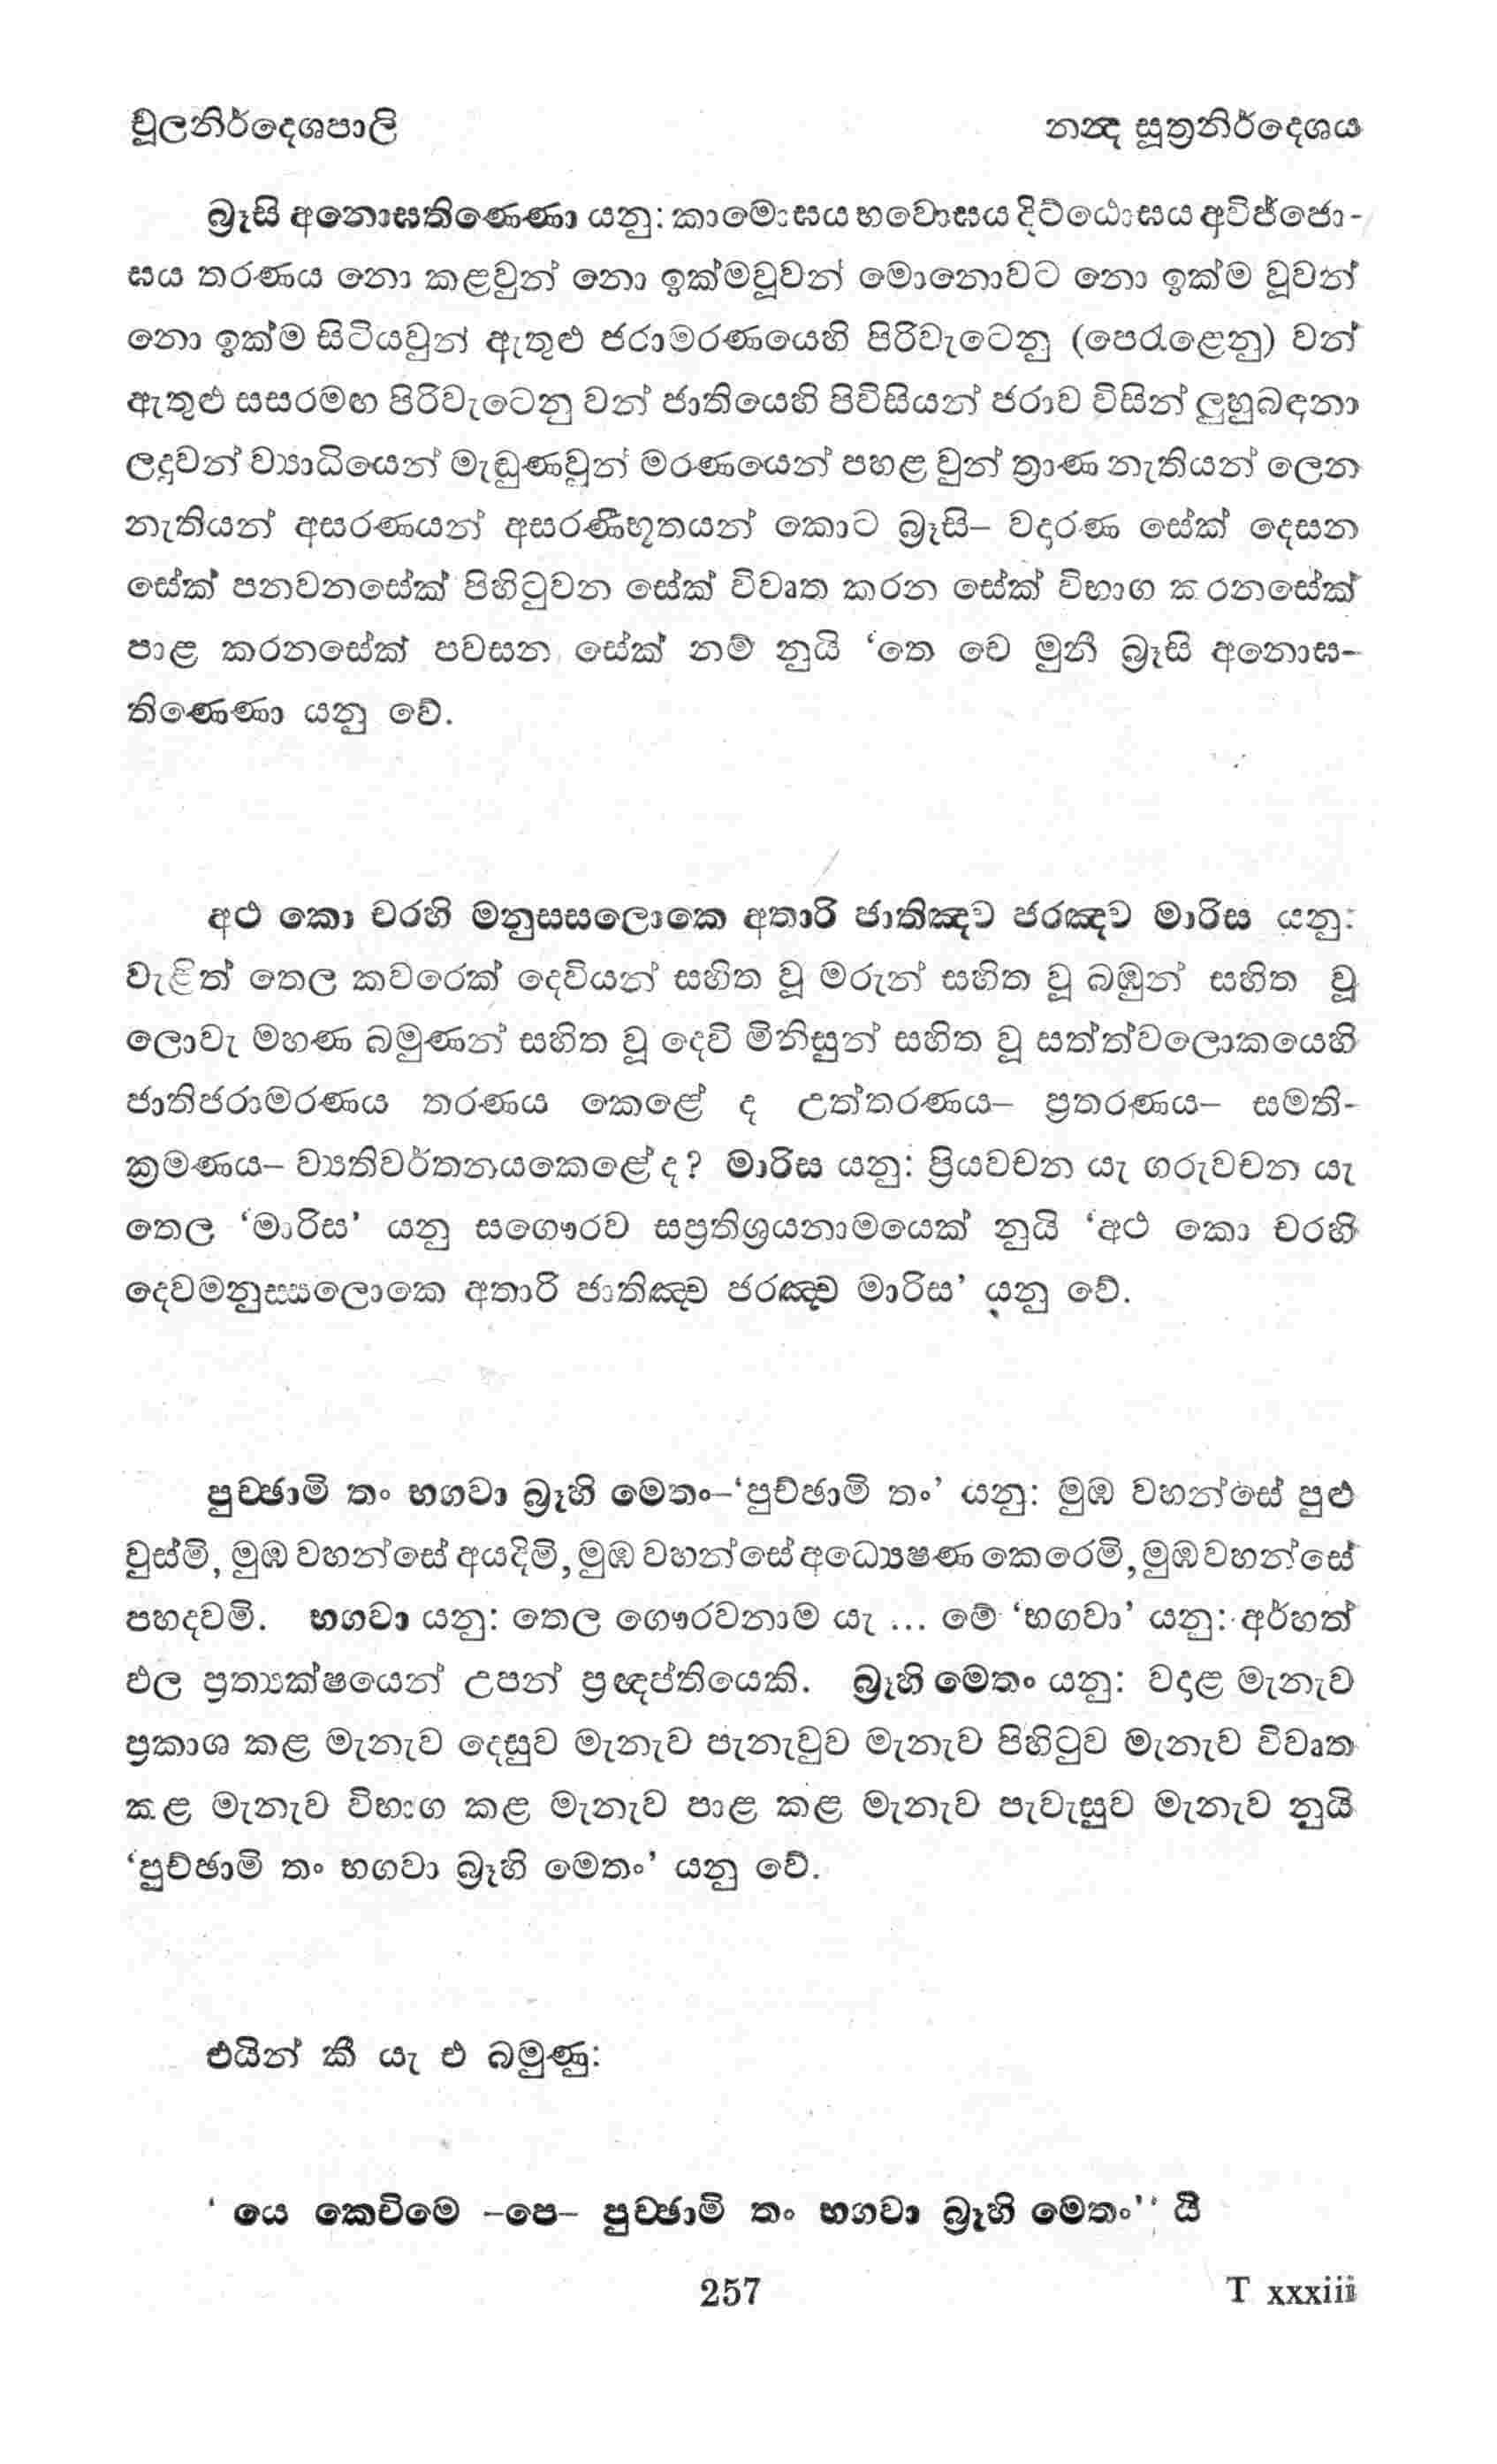 චූලනිර්දෙශපාලි
නන්‍ද සූත්‍රනිර්දෙශය
බ්‍රූසි අනොඝතිණ්ණො යනු: කාමොඝය භවොඝය දිට්ඨොඝය අවිජ්ජො-
ඝය තරණය නො කළවුන් නො ඉක්මවූවන් මොනොවට නො ඉක්ම වූවන්
නො ඉක්ම සිටියවුන් ඇතුළු ජරාමරණයෙහි පිරිවැටෙනු (පෙරැළෙනු) වන්
ඇතුළු සසරමඟ පිරිවැටෙනු වන් ජාතියෙහි පිවිසියන් ජරාව විසින් ලුහුබඳනා
ලදුවන් ව්‍යාධියෙන් මැඬුණවූන් මරණයෙන් පහළ වුන් ත්‍රාණ නැතියන් ලෙන
නැතියන් අසරණයන් අසරණීභූතයන් කොට බ්‍රූසි– වදාරණ සේක් දෙසන
සේක් පනවනසේක් පිහිටුවන සේක් විවෘත කරන සේක් විභාග කරනසේක්
පාළ කරනසේක් පවසන සේක් නම් නුයි ‘තෙ චෙ මුනී බ්‍රූසි අනොඝ–
තිණ්ණො යනු වේ.
අථ කො චරහි මනුස්සලොකෙ අතාරි ජාතිඤ්ච ජරඤ්ච මාරිස යනු:
වැළිත් තෙල කවරෙක් දෙවියන් සහිත වූ මරුන් සහිත වූ බඹුන් සහිත වූ
ලොවැ මහණ බමුණන් සහිත වූ දෙවි මිනිසුන් සහිත වූ සත්ත්වලොකයෙහි
ජාතිජරාමරණය තරණය කෙළේ ද උත්තරණය– ප්‍රතරණය– සමති-
ක්‍රමණය– ව්‍යතිවර්තනයකෙළේ ද? මාරිස යනු: ප්‍රියවචන යැ ගරුවචන යැ
තෙල ‘මාරිස’ යනු සගෞරව සප්‍රතිශ්‍රයනාමයෙක් නුයි ‘අථ කො චරහි
දෙවමනුස්සලොකෙ අතාරි ජාතිඤ්ච ජරඤ්ච මාරිස’ යනු වේ.
පුච්ඡාමි තං භගවා බ්‍රූහි මෙතං–‘පුච්ඡාමි තං’ යනු: මුඹ වහන්සේ පුළු
වුස්මි, මුඹ වහන්සේ අයදිමි, මුඹ වහන්සේ අධ්‍යෙෂණ කෙරෙමි, මුඹ වහන්සේ
පහදවමි. භගවා යනු: තෙල ගෞරවනාම යැ ... මේ ‘භගවා’ යනු: අර්හත්
ඵල ප්‍රත්‍යක්ෂයෙන් උපන් ප්‍රඥප්තියෙකි. බ්‍රූහි මෙතං යනු: වදාළ මැනැව
ප්‍රකාශ කළ මැනැව දෙසුව මැනැව පැනැවුව මැනැව පිහිටුව මැනැව විවෘත
කළ මැනැව විභාග කළ මැනැව පාළ කළ මැනැව පැවැසුව මැනැව නුයි
‘පුච්ඡාමි තං භගවා බ්‍රූහි මෙතං’ යනු වේ.
එයින් කී යැ එ බමුණු:
‘ යෙ කෙචිමෙ –පෙ– පුච්ඡාමි තං භගවා බ්‍රූහි මෙතං’’ යි
257
T xxxiii